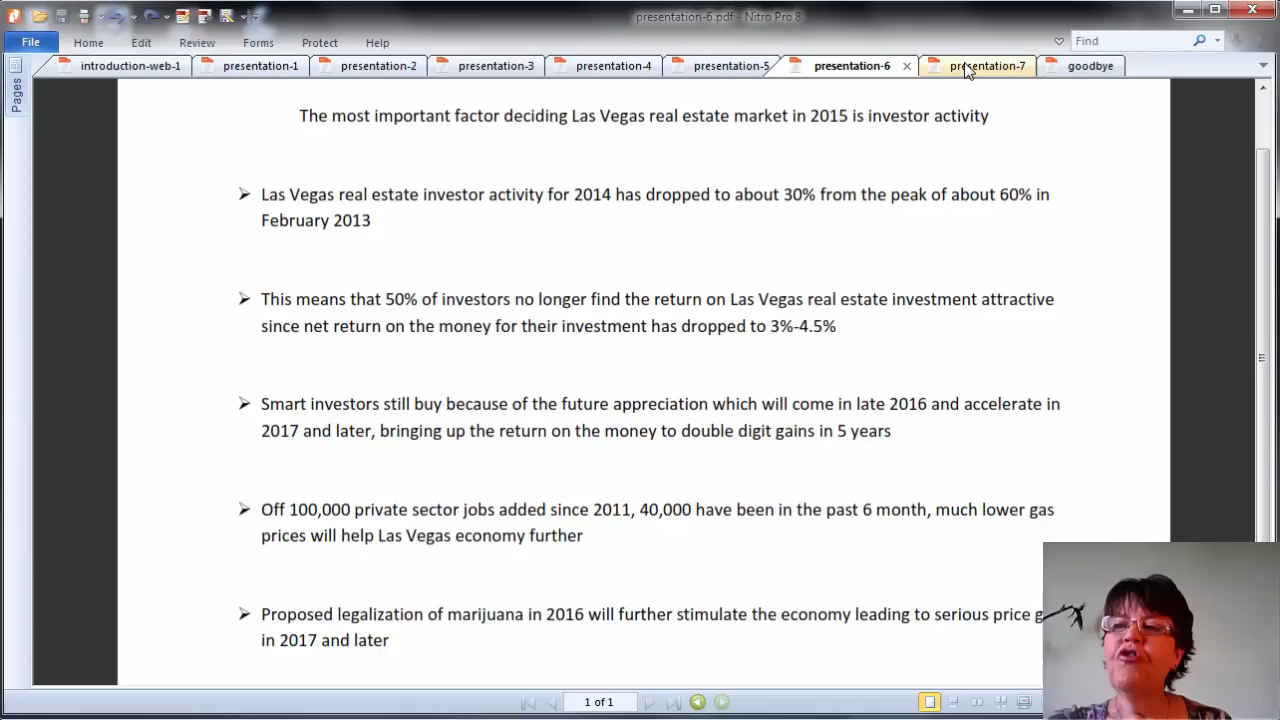 presentation-6.pdf - Nitro Pro 8
File Home Edit Review Forms Protect Help Find
introduction-web-1 presentation-1 presentation-2 presentation-3 presentation-4 presentation-5 presentation-6 presentation-7 goodbye
Pages
The most important factor deciding Las Vegas real estate market in 2015 is investor activity
➢ Las Vegas real estate investor activity for 2014 has dropped to about 30% from the peak of about 60% in
February 2013
➢ This means that 50% of investors no longer find the return on Las Vegas real estate investment attractive
since net return on the money for their investment has dropped to 3%-4.5%
➢ Smart investors still buy because of the future appreciation which will come in late 2016 and accelerate in
2017 and later, bringing up the return on the money to double digit gains in 5 years
➢ Off 100,000 private sector jobs added since 2011, 40,000 have been in the past 6 month, much lower gas
prices will help Las Vegas economy further
➢ Proposed legalization of marijuana in 2016 will further stimulate the economy leading to serious price
in 2017 and later
1 of 1